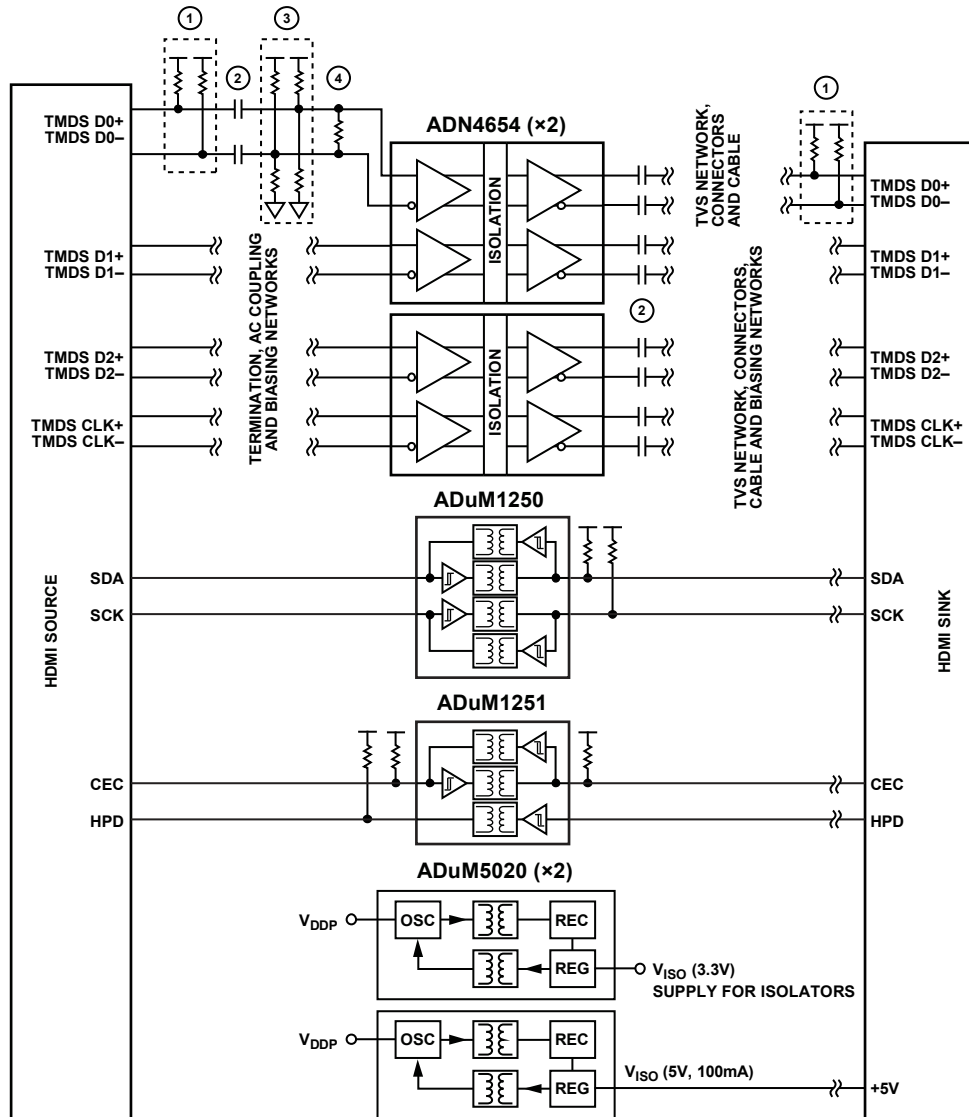 1
2
3
4
1
TMDS D0+
TMDS D0–
ADN4654 (×2)
ISOLATION
TVS NETWORK,
CONNECTORS
AND CABLE
TMDS D0+
TMDS D0–
TMDS D1+
TMDS D1–
TERMINATION, AC COUPLING
AND BIASING NETWORKS
TMDS D1+
TMDS D1–
2
TMDS D2+
TMDS D2–
ISOLATION
TVS NETWORK, CONNECTORS,
CABLE AND BIASING NETWORKS
TMDS D2+
TMDS D2–
TMDS CLK+
TMDS CLK–
TMDS CLK+
TMDS CLK–
HDMI SOURCE
HDMI SINK
ADuM1250
SDA
SCK
SDA
SCK
ADuM1251
CEC
HPD
CEC
HPD
ADuM5020 (×2)
VDDP
OSC
REC
REG
VISO (3.3V)
SUPPLY FOR ISOLATORS
VDDP
OSC
REC
REG
VISO (5V, 100mA)
+5V